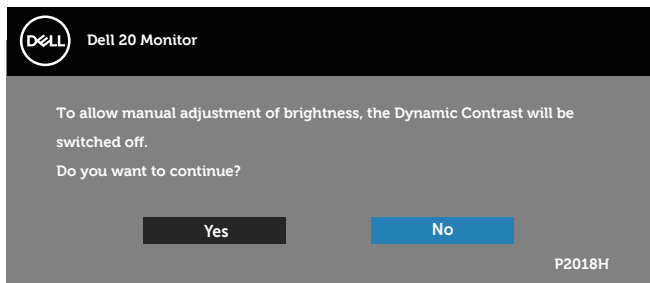 DELL
Dell 20 Monitor
To allow manual adjustment of brightness, the Dynamic Contrast will be
switched off.
Do you want to continue?
Yes
No
P2018H